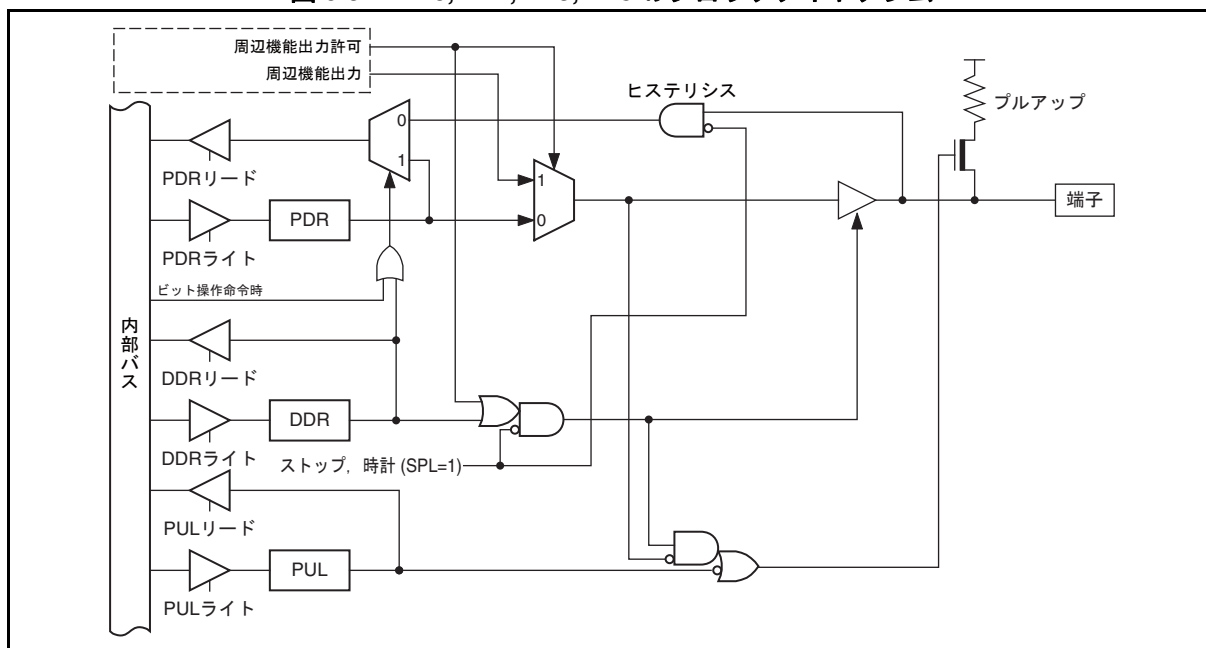 周辺機能出力許可
周辺機能出力
ヒステリシス
プルアップ
0
1
PDRリード
1
0
PDR
端子
PDRライト
ビット操作命令時
内部バス
DDRリード
DDR
DDRライト
ストップ, 時計 (SPL=1)
PULリード
PUL
PULライト